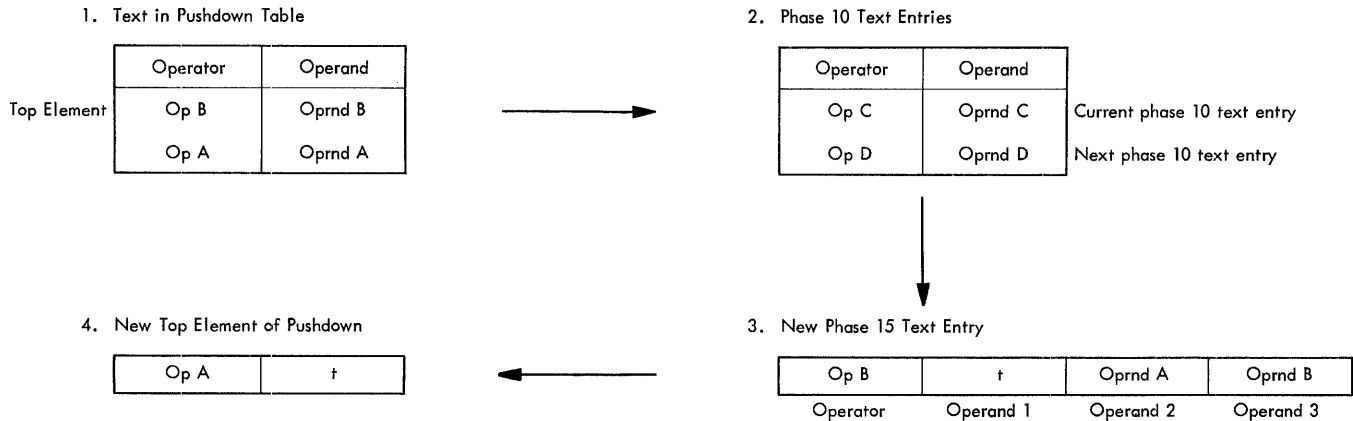 1. Text in Pushdown Table
Operator Operand
Top Element Op B Oprnd B
Op A Oprnd A
2. Phase 10 Text Entries
Operator Operand
Op C Oprnd C Current phase 10 text entry
Op D Oprnd D Next phase 10 text entry
4. New Top Element of Pushdown
Op A t
3. New Phase 15 Text Entry
Op B t Oprnd A Oprnd B
Operator Operand 1 Operand 2 Operand 3